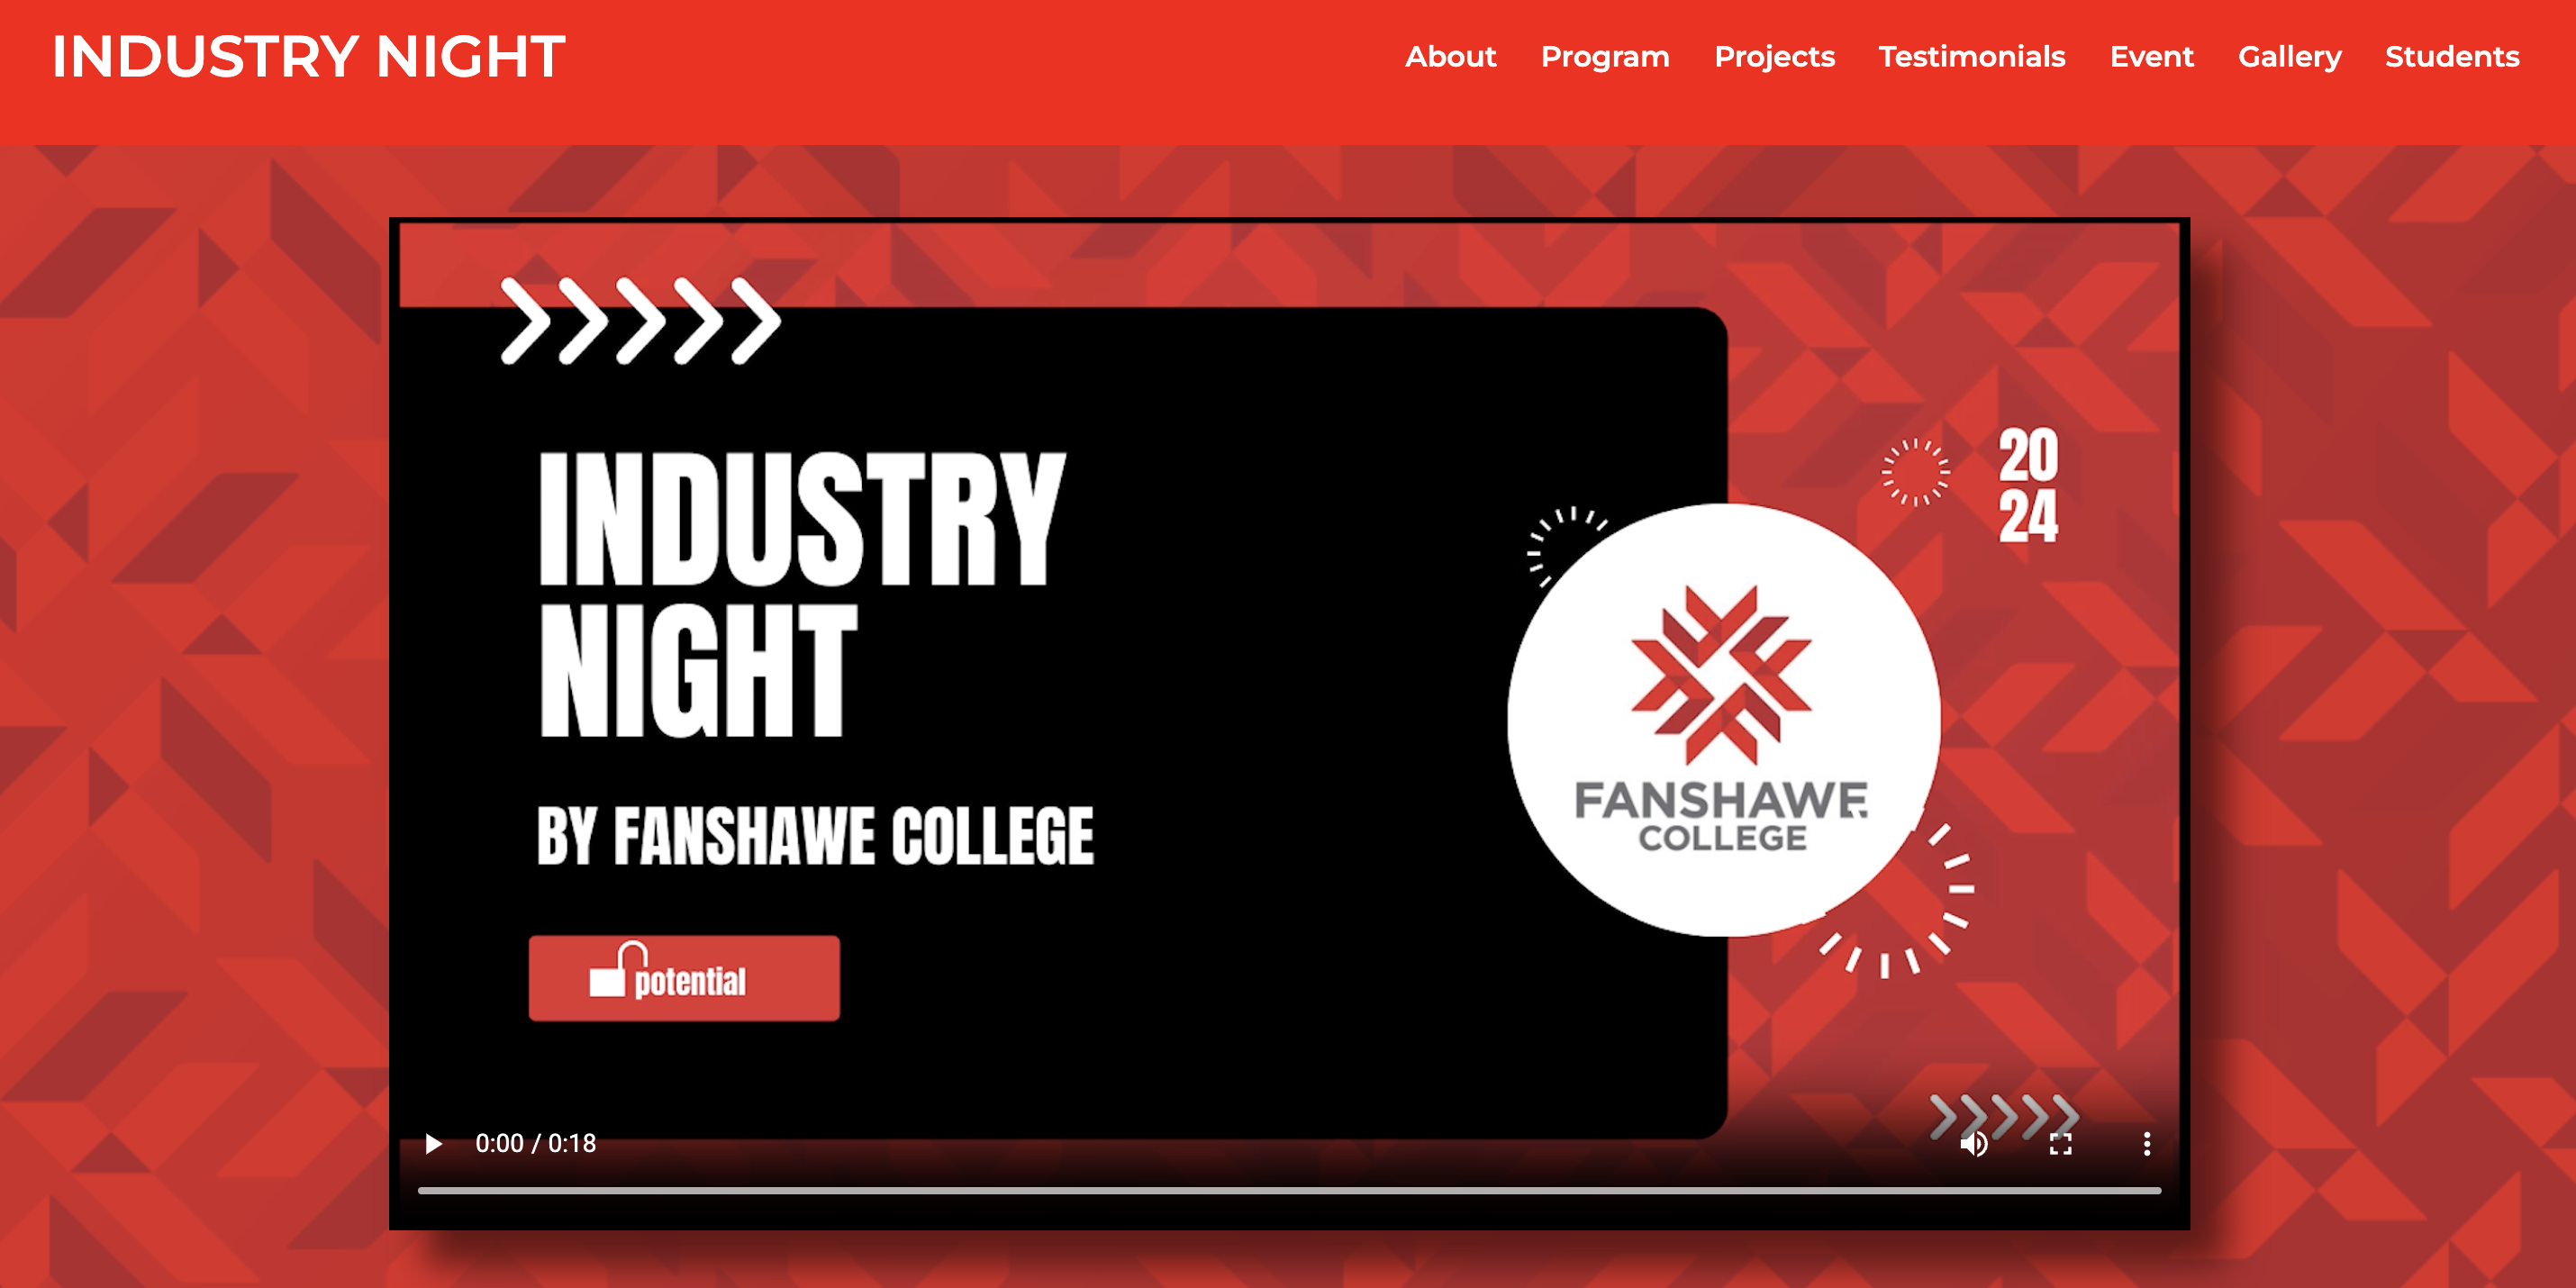 INDUSTRY NIGHT
About Program Projects Testimonials Event Gallery Students
INDUSTRY
NIGHT
BY FANSHAWE COLLEGE
potential
20
24
FANSHAWE
COLLEGE
0:00 / 0:18